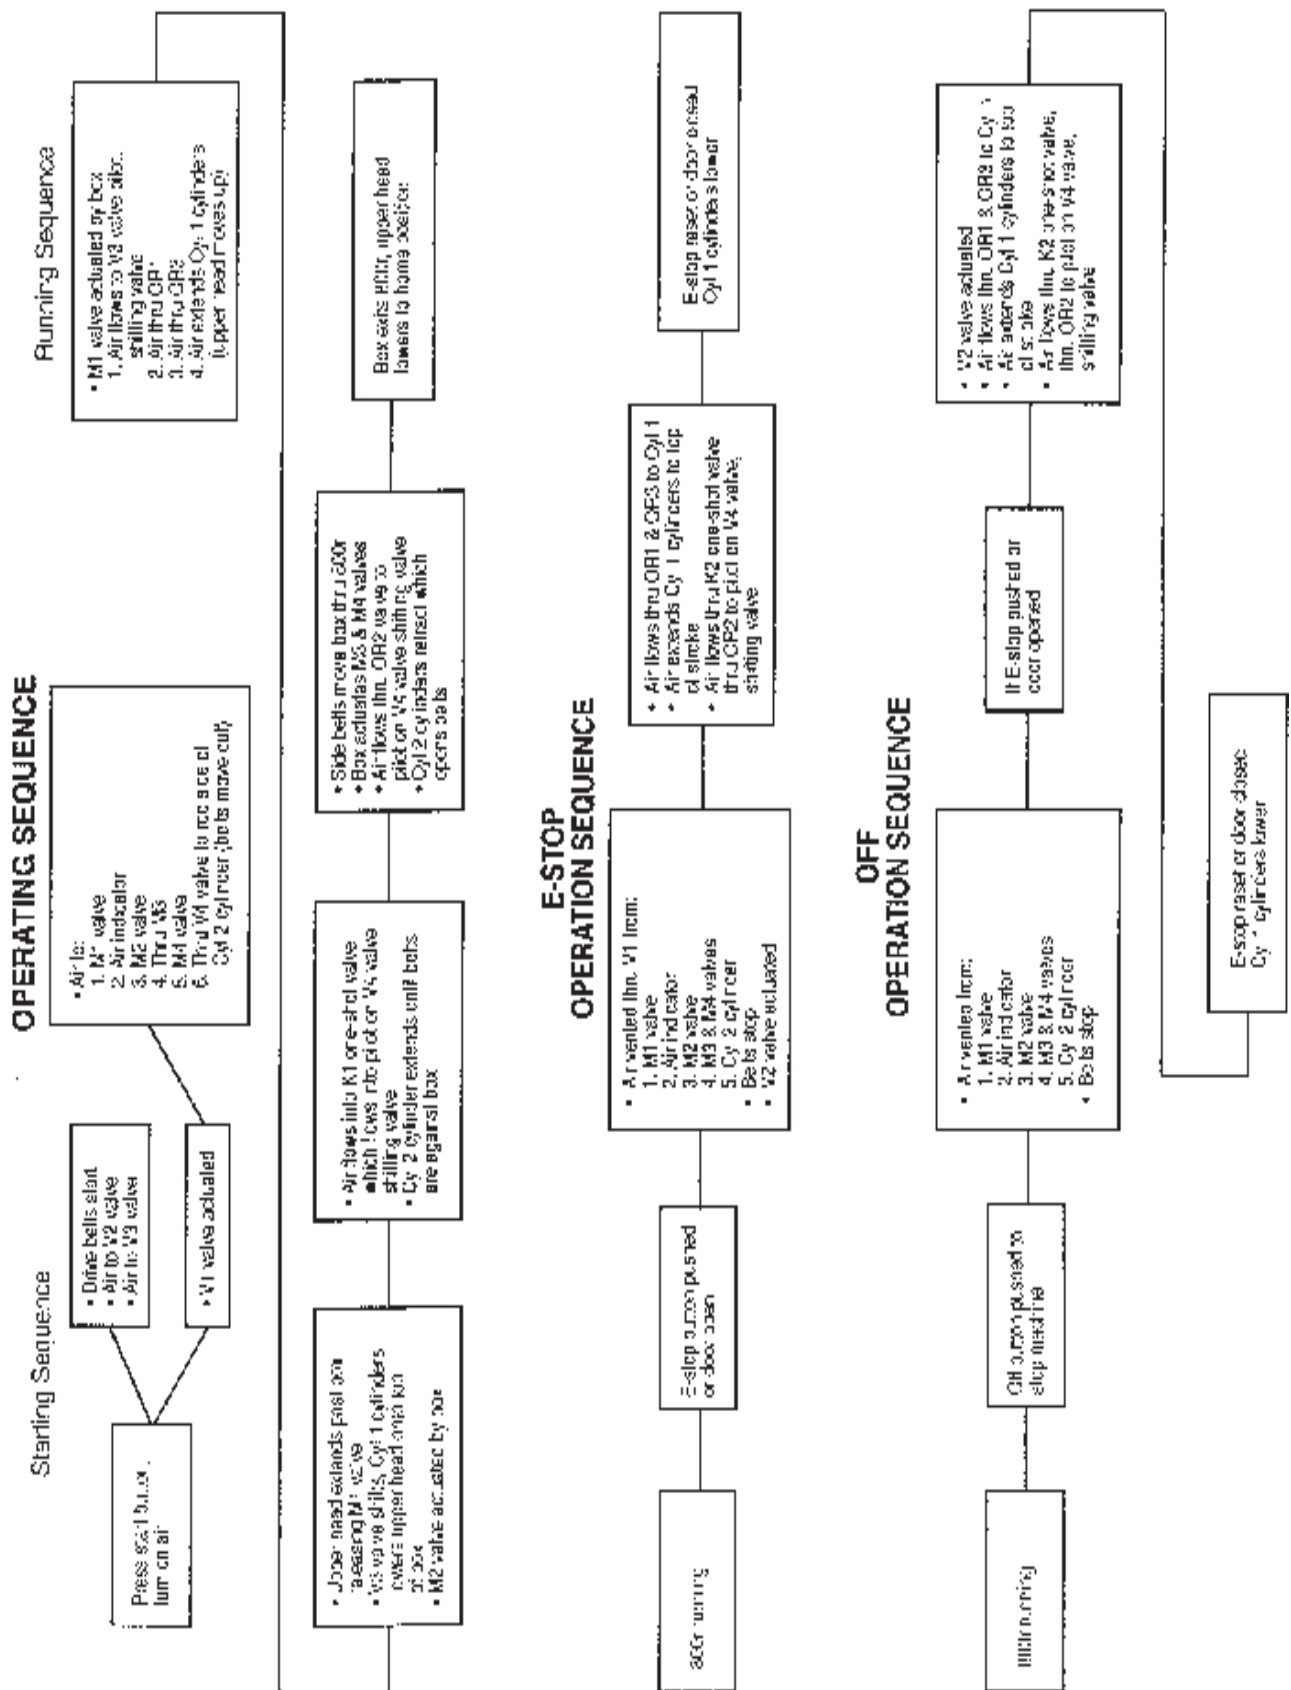 OPERATING SEQUENCE
Starting Sequence
Running Sequence
Press start button,
turn on air
• Drive belts start
• Air to V2 valve
• Air to V3 valve
• V1 valve actuated
• Air to:
1. M1 valve
2. Air indicator
3. M2 valve
4. Thru M3
5. M4 valve
6. Thru V4 valve to rod side of
Cyl 2 cylinder (belts move out)
• M1 valve actuated by box
1. Air flows to V3 valve pilot,
shifting valve
2. Air thru OR1
3. Air thru OR3
4. Air extends Cyl 1 cylinders
(upper head moves up)
• Upper head extends past box
releasing M1 valve
• V3 valve shifts, Cyl 1 cylinders
lowers upper head onto top
of box
• M2 valve actuated by box
• Air flows into K1 one-shot valve
which flows into pilot on V4 valve
shifting valve
• Cyl 2 cylinder extends until belts
are against box
• Side belts move box thru
• Box actuates M3 & M4 valves
• Air flows thru OR2 valve to
pilot on V4 valve shifting valve
• Cyl 2 cylinders retract which
opens belts
Box exits upper head
lowers to home position
E-STOP
OPERATION SEQUENCE
running
E-stop button pushed
or door open
• Air vented thru V1 from:
1. M1 valve
2. Air indicator
3. M2 valve
4. M3 & M4 valves
5. Cyl 2 cylinder
• Belts stop
• V2 valve actuated
• Air flows thru OR1 & OR3 to Cyl 1
• Air extends Cyl 1 cylinders to top
of stroke
• Air flows thru K2 one-shot valve
thru OR2 to pilot on V4 valve,
shifting valve
E-stop reset or door closed
Cyl 1 cylinders lower
OFF
OPERATION SEQUENCE
running
Off button pushed to
stop machine
• Air vented from:
1. M1 valve
2. Air indicator
3. M2 valve
4. M3 & M4 valves
5. Cyl 2 cylinder
• Belts stop
If E-stop pushed or
door opened
• V2 valve actuated
• Air flows thru OR1 & OR3 to Cyl 1
• Air extends Cyl 1 cylinders to top
of stroke
• Air flows thru K2 one-shot valve,
thru OR2 to pilot on V4 valve,
shifting valve
E-stop reset or door closed
Cyl 1 cylinders lower